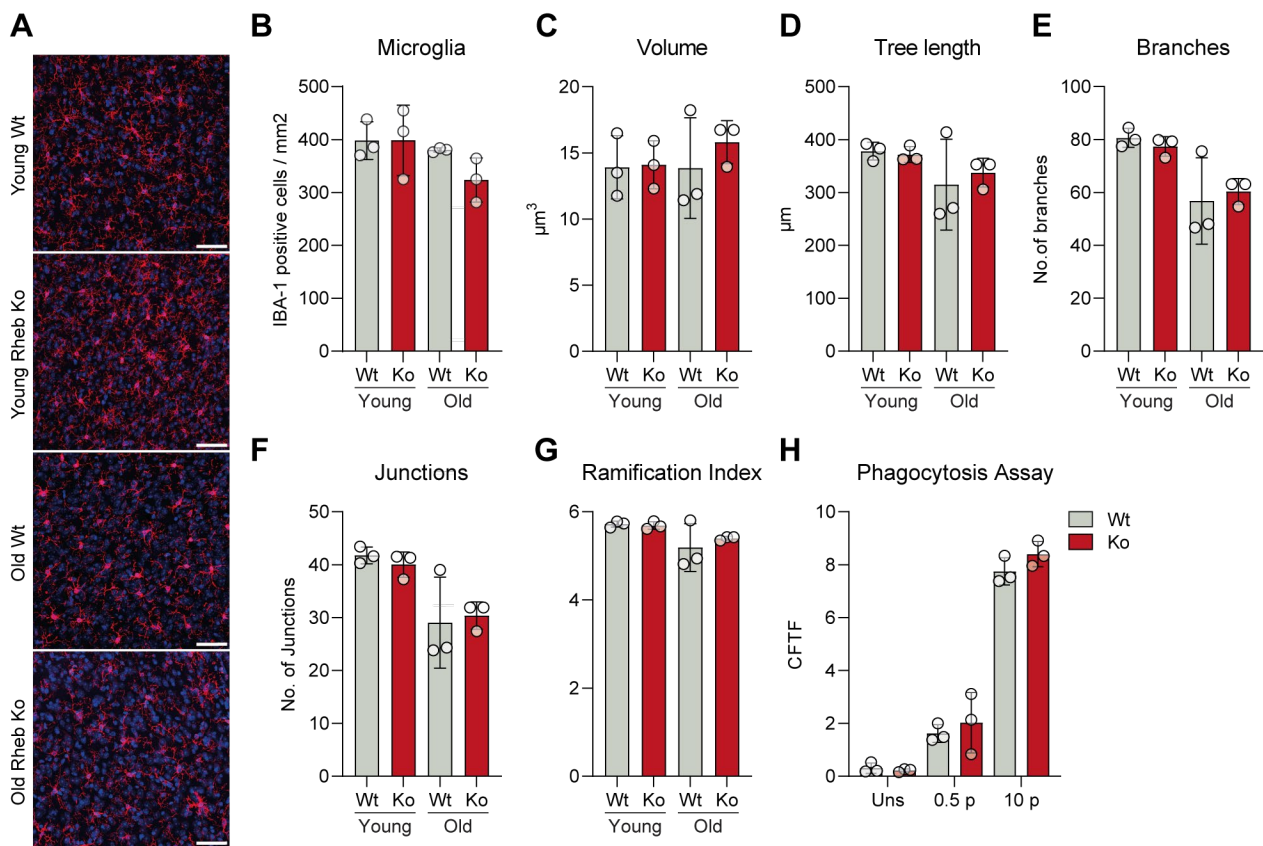 A
Young Wt
Young Rheb Ko
Old Wt
Old Rheb Ko
B
Microglia
IBA-1 positive cells / mm2
500
400
300
200
100
0
Wt Ko Wt Ko
Young Old
C
Volume
µm³
20
15
10
5
0
Wt Ko Wt Ko
Young Old
D
Tree length
µm
500
400
300
200
100
0
Wt Ko Wt Ko
Young Old
E
Branches
No.of branches
100
80
60
40
20
0
Wt Ko Wt Ko
Young Old
F
Junctions
No. of Junctions
50
40
30
20
10
0
Wt Ko Wt Ko
Young Old
G
Ramification Index
6
4
2
0
Wt Ko Wt Ko
Young Old
H
Phagocytosis Assay
CFTF
10
8
6
4
2
0
Uns 0.5 p 10 p
Wt
Ko